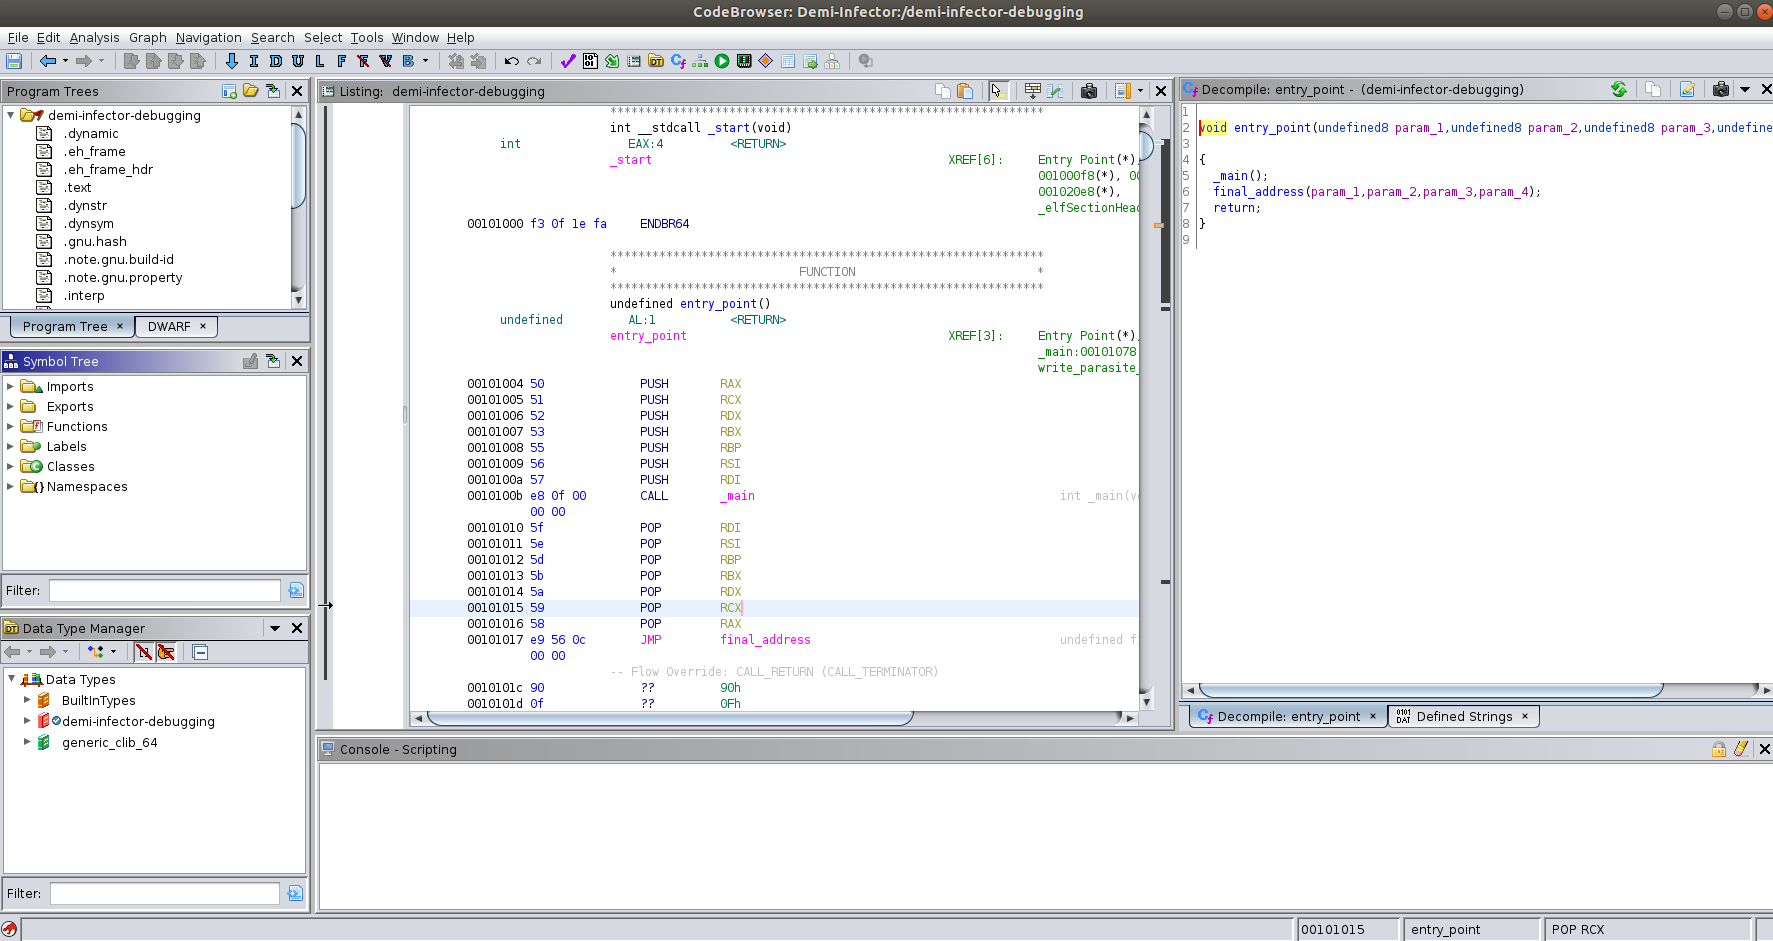 CodeBrowser: Demi-Infector:/demi-infector-debugging
File Edit Analysis Graph Navigation Search Select Tools Window Help
I D U L F B
Program Trees
demi-infector-debugging
.dynamic
.eh_frame
.eh_frame_hdr
.text
.dynstr
.dynsym
.gnu.hash
.note.gnu.build-id
.note.gnu.property
.interp
Program Tree × DWARF ×
Symbol Tree
Imports
Exports
Functions
Labels
Classes
Namespaces
Filter:
Data Type Manager
Data Types
BuiltInTypes
demi-infector-debugging
generic_clib_64
Filter:
Listing: demi-infector-debugging
**************************************************************
int __stdcall _start(void)
int EAX:4 <RETURN>
_start XREF[6]: Entry Point(*),
001000f8(*), 00
001020e8(*),
_elfSectionHead
00101000 f3 0f 1e fa ENDBR64
**************************************************************
* FUNCTION *
**************************************************************
undefined entry_point()
undefined AL:1 <RETURN>
entry_point XREF[3]: Entry Point(*),
_main:00101078
write_parasite_
00101004 50 PUSH RAX
00101005 51 PUSH RCX
00101006 52 PUSH RDX
00101007 53 PUSH RBX
00101008 55 PUSH RBP
00101009 56 PUSH RSI
0010100a 57 PUSH RDI
0010100b e8 0f 00 CALL _main int _main(v
00 00
00101010 5f POP RDI
00101011 5e POP RSI
00101012 5d POP RBP
00101013 5b POP RBX
00101014 5a POP RDX
00101015 59 POP RCX
00101016 58 POP RAX
00101017 e9 56 0c JMP final_address undefined f
00 00
-- Flow Override: CALL_RETURN (CALL_TERMINATOR)
0010101c 90 ?? 90h
0010101d 0f ?? 0Fh
Decompile: entry_point - (demi-infector-debugging)
1
2 void entry_point(undefined8 param_1,undefined8 param_2,undefined8 param_3,undefine
3
4 {
5 _main();
6 final_address(param_1,param_2,param_3,param_4);
7 return;
8 }
9
Decompile: entry_point × Defined Strings ×
Console - Scripting
00101015 entry_point POP RCX